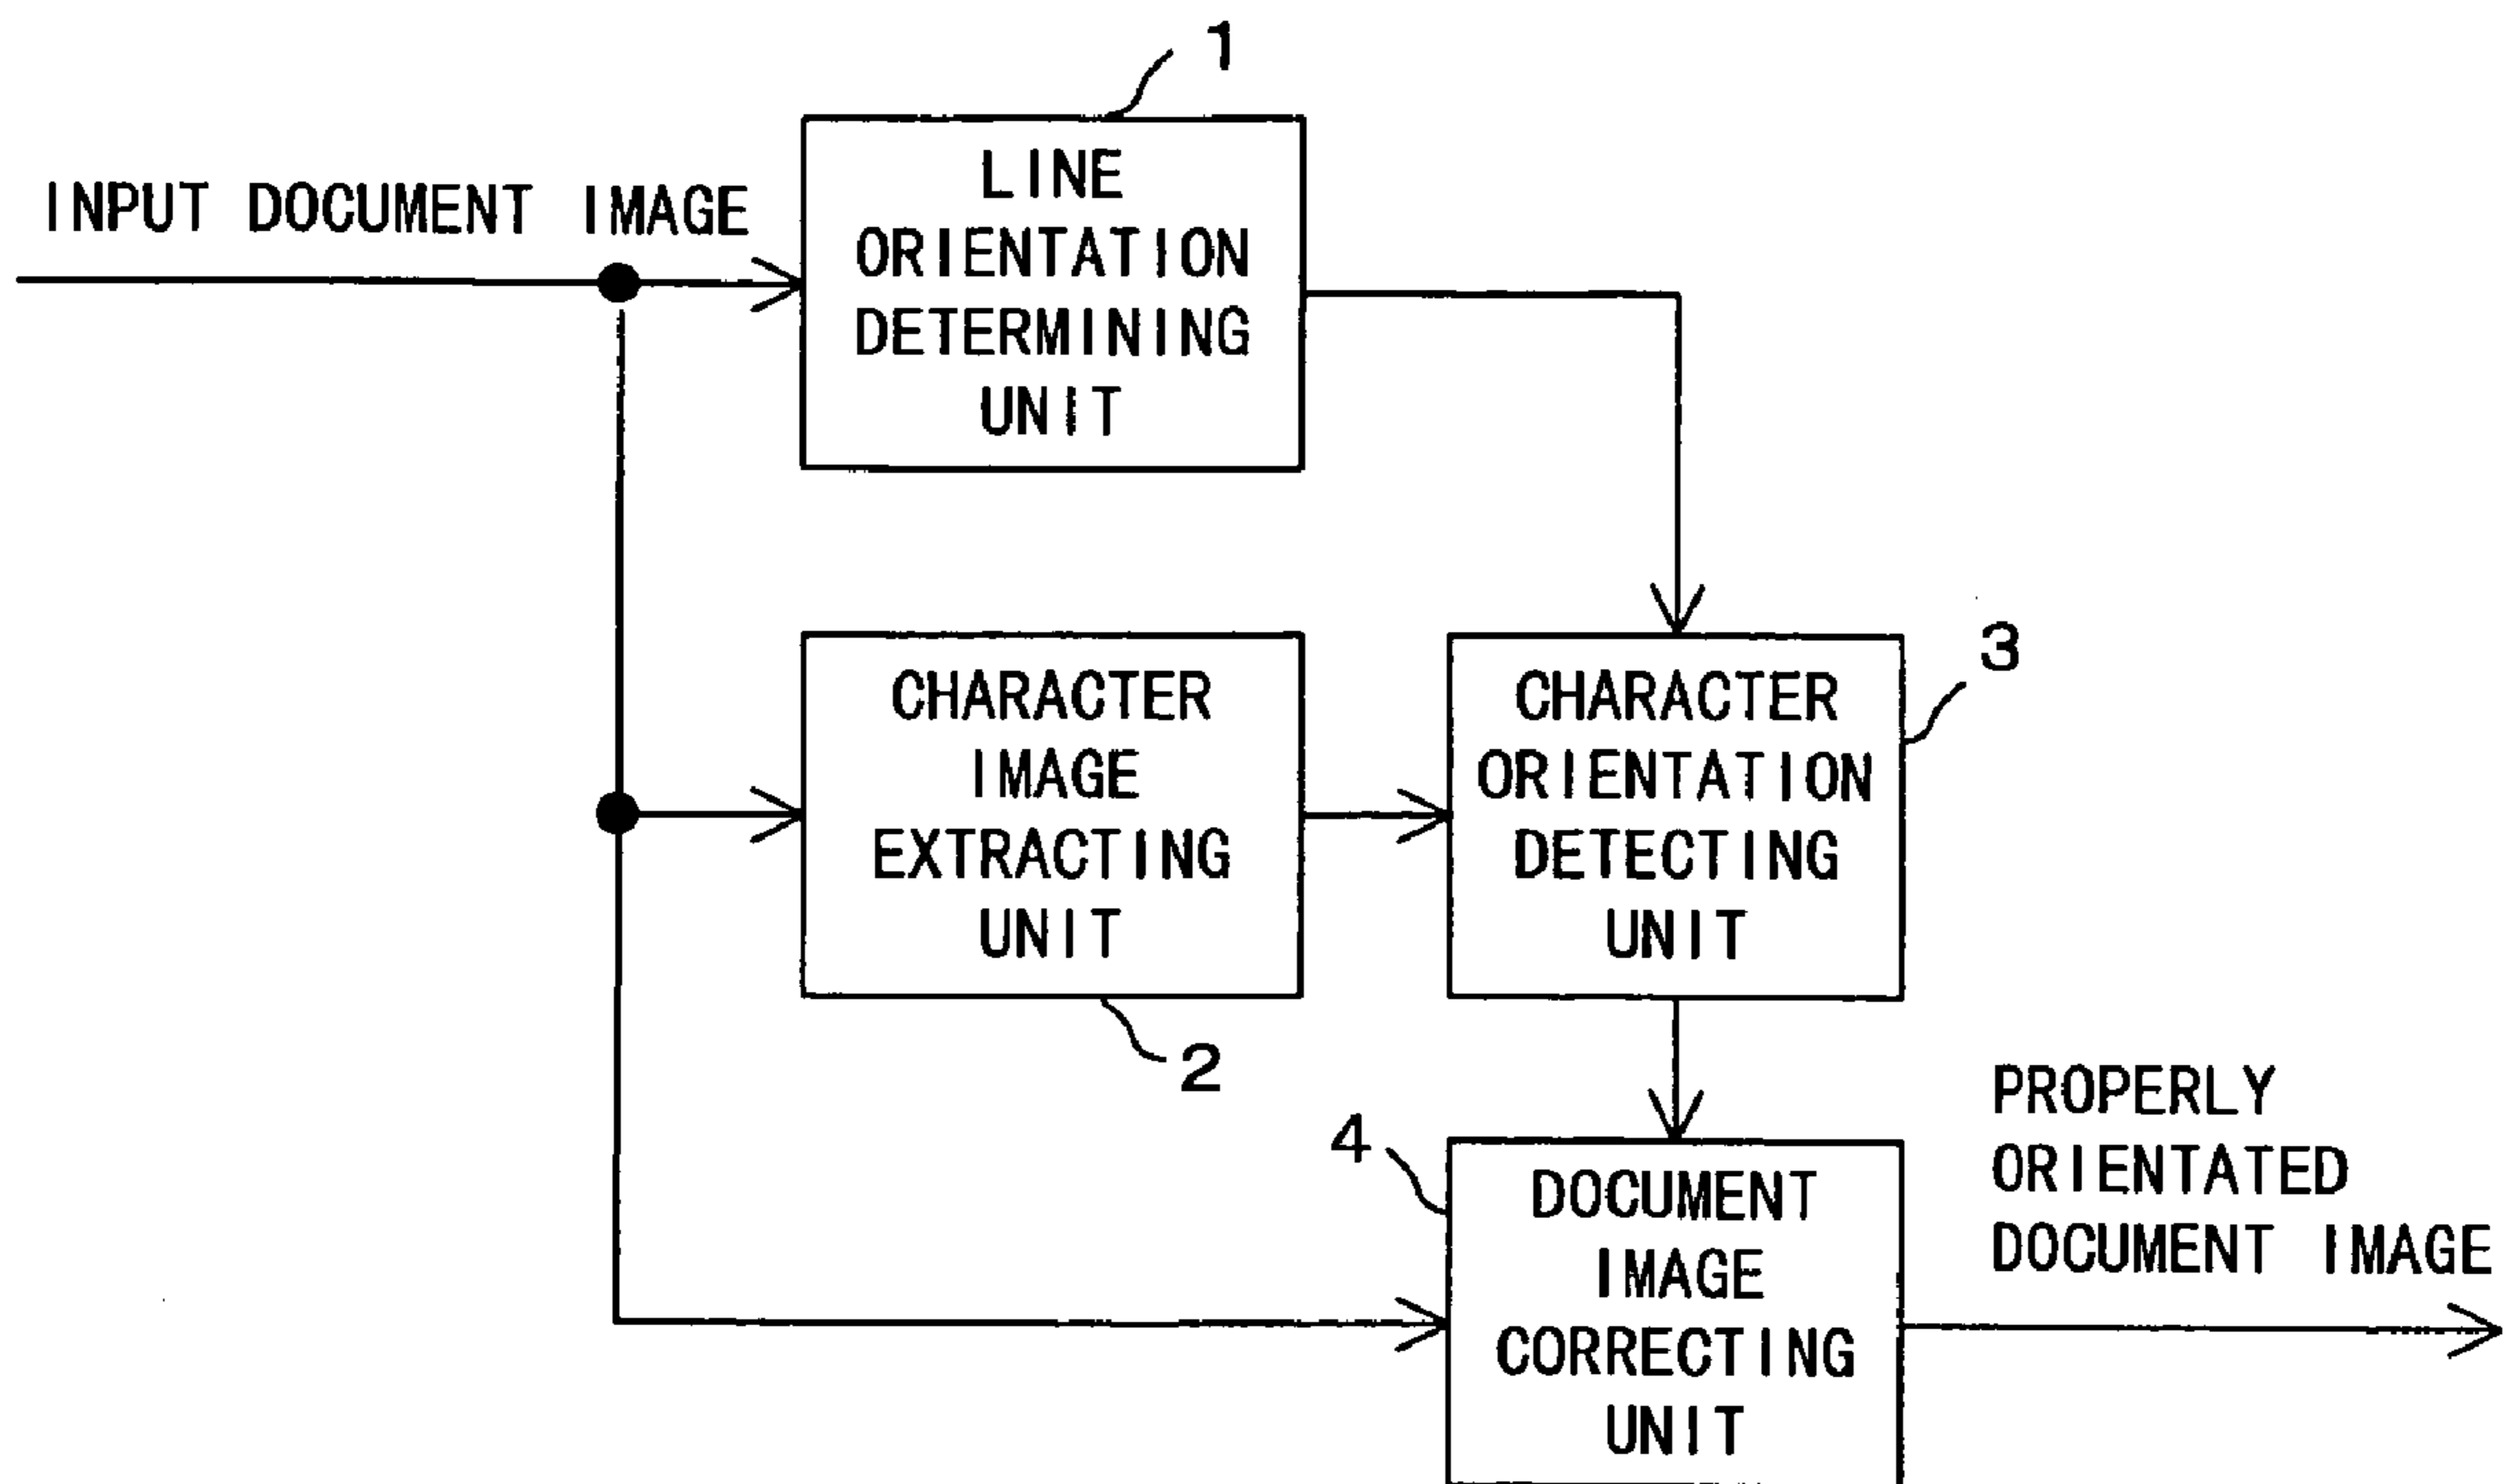 1
INPUT DOCUMENT IMAGE
LINE
ORIENTATION
DETERMINING
UNIT
CHARACTER
IMAGE
EXTRACTING
UNIT
2
CHARACTER
ORIENTATION
DETECTING
UNIT
3
4
DOCUMENT
IMAGE
CORRECTING
UNIT
PROPERLY
ORIENTATED
DOCUMENT IMAGE